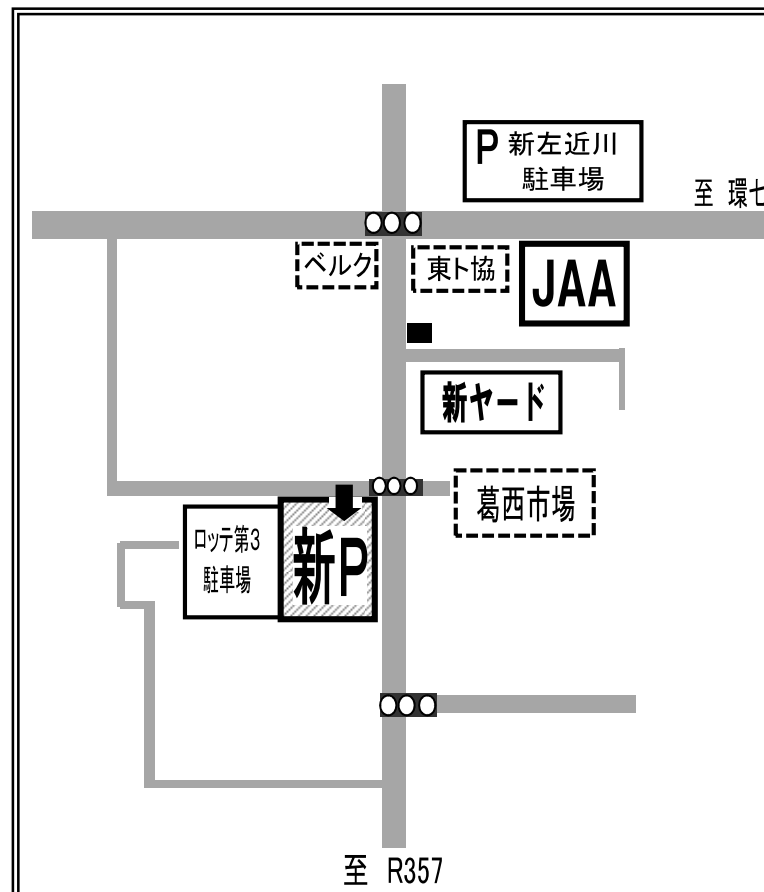 P 新左近川
駐車場
至 環七
ベルク
東ト協
JAA
新ヤード
葛西市場
ロッテ第3
駐車場
新P
至 R357